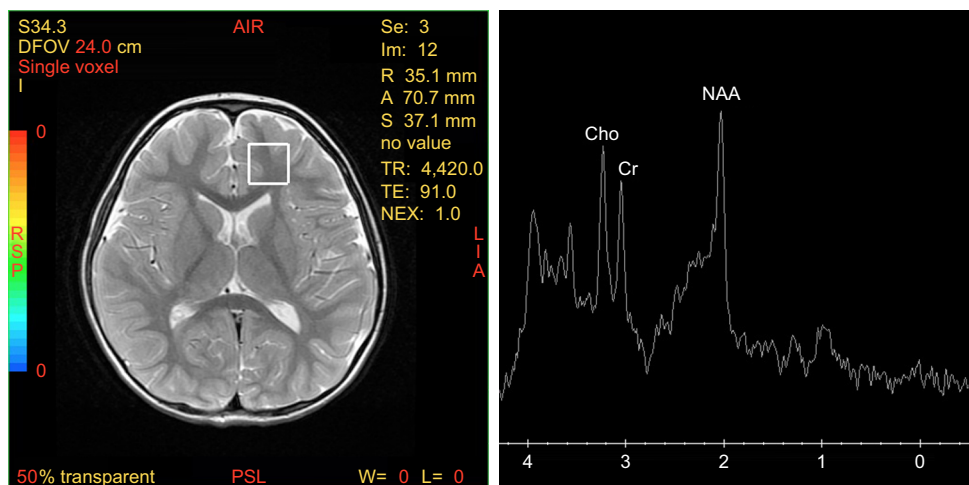 S34.3
DFOV 24.0 cm
Single voxel
I
AIR
Se: 3
Im: 12
R 35.1 mm
A 70.7 mm
S 37.1 mm
no value
TR: 4,420.0
TE: 91.0
NEX: 1.0
0
R
S
P
L
I
A
0
50% transparent
PSL
W= 0 L= 0
NAA
Cho
Cr
4 3 2 1 0